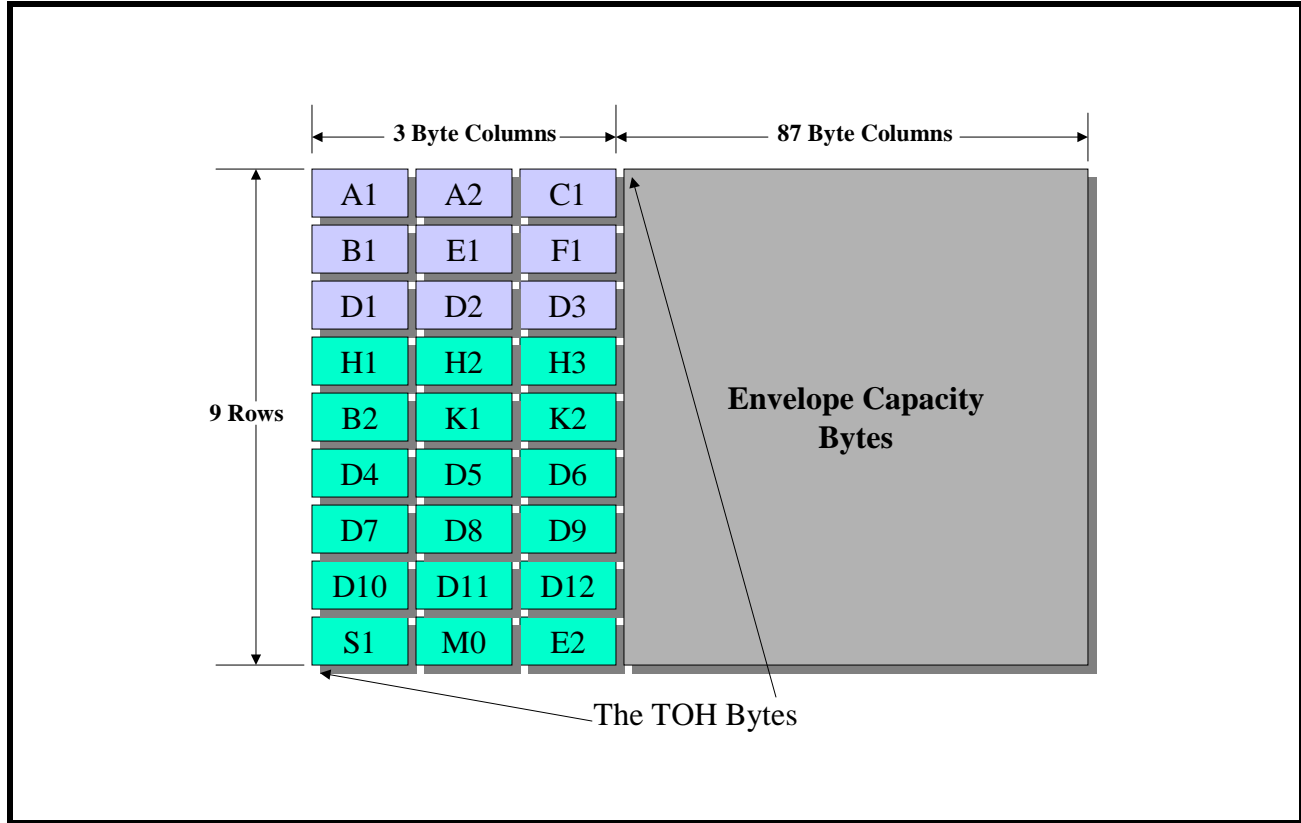 3 Byte Columns 87 Byte Columns
A1 A2 C1
B1 E1 F1
D1 D2 D3
H1 H2 H3
9 Rows
B2 K1 K2
Envelope Capacity
Bytes
D4 D5 D6
D7 D8 D9
D10 D11 D12
S1 M0 E2
The TOH Bytes